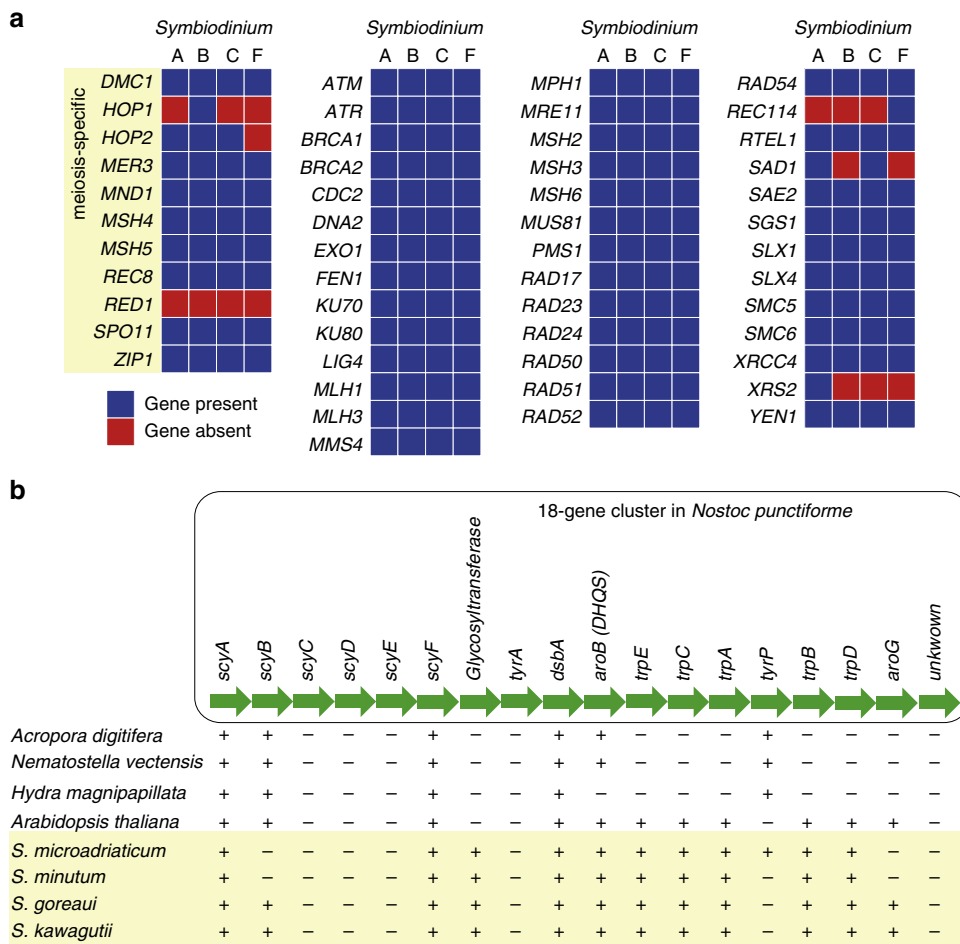 a
Symbiodinium
A B C F
meiosis-specific
DMC1
HOP1
HOP2
MER3
MND1
MSH4
MSH5
REC8
RED1
SPO11
ZIP1
Gene present
Gene absent
A B C F
ATM
ATR
BRCA1
BRCA2
CDC2
DNA2
EXO1
FEN1
KU70
KU80
LIG4
MLH1
MLH3
MMS4
Symbiodinium
A B C F
MPH1
MRE11
MSH2
MSH3
MSH6
MUS81
PMS1
RAD17
RAD23
RAD24
RAD50
RAD51
RAD52
Symbiodinium
A B C F
RAD54
REC114
RTEL1
SAD1
SAE2
SGS1
SLX1
SLX4
SMC5
SMC6
XRCC4
XRS2
YEN1
b
18-gene cluster in Nostoc punctiforme
scyA
scyB
scyC
scyD
scyE
scyF
Glycosyltransferase
tyrA
dsbA
aroB (DHQS)
trpE
trpC
trpA
tyrP
trpB
trpD
aroG
unkwown
Acropora digitifera + + – – – + – – + + – – – + – – – –
Nematostella vectensis + + – – – + – – + + – – – + – – – –
Hydra magnipapillata + + – – – + – – + – – – – + – – – –
Arabidopsis thaliana + + – – – + – – + + + + + – + + + –
S. microadriaticum + – – – – + + – + + + + + + + + – –
S. minutum + – – – – + + – + + + + + – + + – –
S. goreaui + + – – – + + – + + + + + + + + + –
S. kawagutii + + – – – + + – + + + + + – + + + –